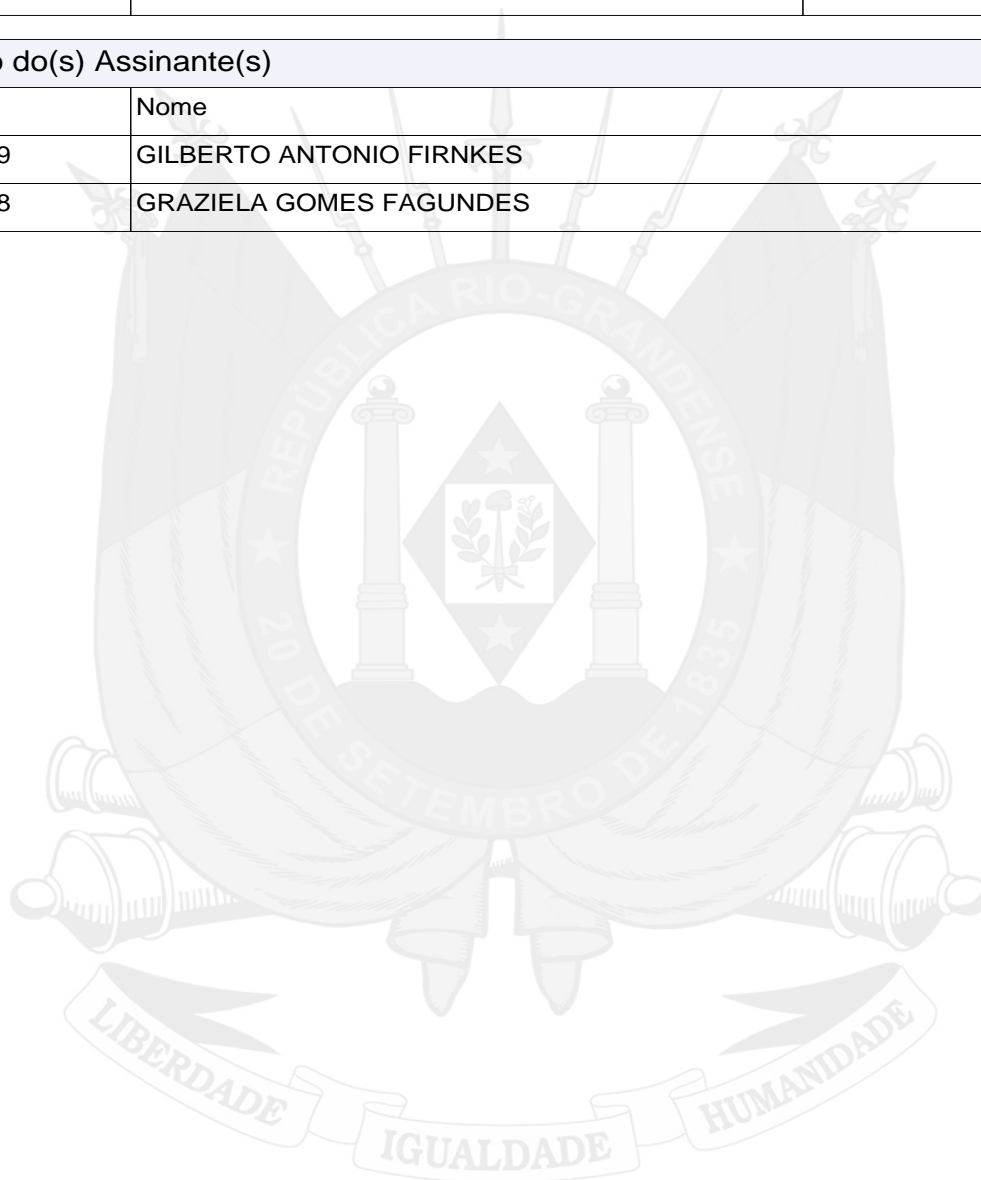 o do(s) Assinante(s)
Nome
9 GILBERTO ANTONIO FIRNKES
8 GRAZIELA GOMES FAGUNDES
REPÚBLICA RIO-GRANDENSE
★ 20 DE SETEMBRO DE 1835 ★
LIBERDADE IGUALDADE HUMANIDADE